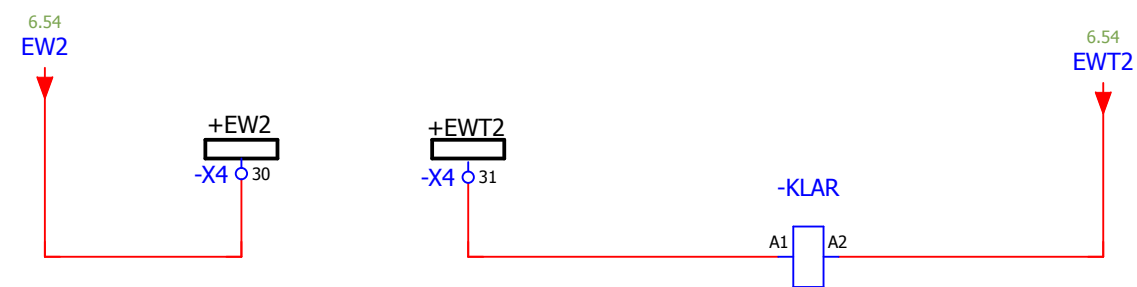 6.54
EW2
6.54
EWT2
+EW2
-X4 30
+EWT2
-X4 31
-KLAR
A1 A2